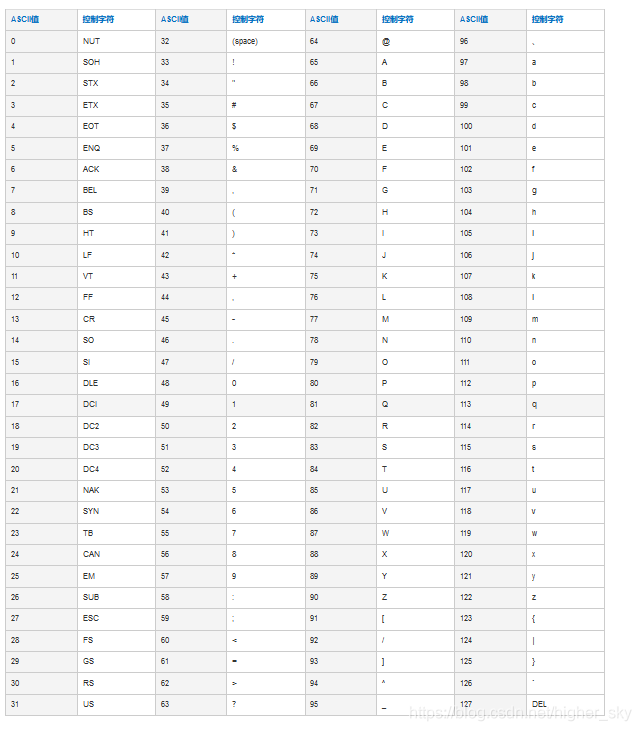 ASCII值 控制字符 ASCII值 控制字符 ASCII值 控制字符 ASCII值 控制字符
0 NUT 32 (space) 64 @ 96 、
1 SOH 33 ! 65 A 97 a
2 STX 34 " 66 B 98 b
3 ETX 35 # 67 C 99 c
4 EOT 36 $ 68 D 100 d
5 ENQ 37 % 69 E 101 e
6 ACK 38 & 70 F 102 f
7 BEL 39 , 71 G 103 g
8 BS 40 ( 72 H 104 h
9 HT 41 ) 73 I 105 i
10 LF 42 * 74 J 106 j
11 VT 43 + 75 K 107 k
12 FF 44 , 76 L 108 l
13 CR 45 - 77 M 109 m
14 SO 46 . 78 N 110 n
15 SI 47 / 79 O 111 o
16 DLE 48 0 80 P 112 p
17 DCI 49 1 81 Q 113 q
18 DC2 50 2 82 R 114 r
19 DC3 51 3 83 S 115 s
20 DC4 52 4 84 T 116 t
21 NAK 53 5 85 U 117 u
22 SYN 54 6 86 V 118 v
23 TB 55 7 87 W 119 w
24 CAN 56 8 88 X 120 x
25 EM 57 9 89 Y 121 y
26 SUB 58 : 90 Z 122 z
27 ESC 59 ; 91 [ 123 {
28 FS 60 < 92 / 124 |
29 GS 61 = 93 ] 125 }
30 RS 62 > 94 ^ 126 `
31 US 63 ? 95 _ 127 DEL
https://blog.csdn.net/higher_sky